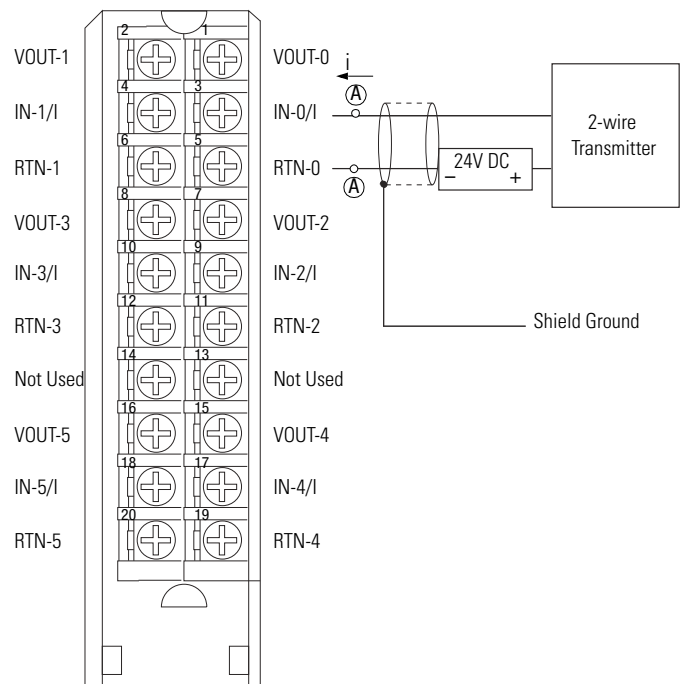 2 1
VOUT-1 VOUT-0 i
4 3 A
IN-1/I IN-0/I
2-wire
Transmitter
6 5
RTN-1 RTN-0 24V DC
– +
A
8 7
VOUT-3 VOUT-2
10 9
IN-3/I IN-2/I
12 11
RTN-3 RTN-2 Shield Ground
14 13
Not Used Not Used
16 15
VOUT-5 VOUT-4
18 17
IN-5/I IN-4/I
20 19
RTN-5 RTN-4